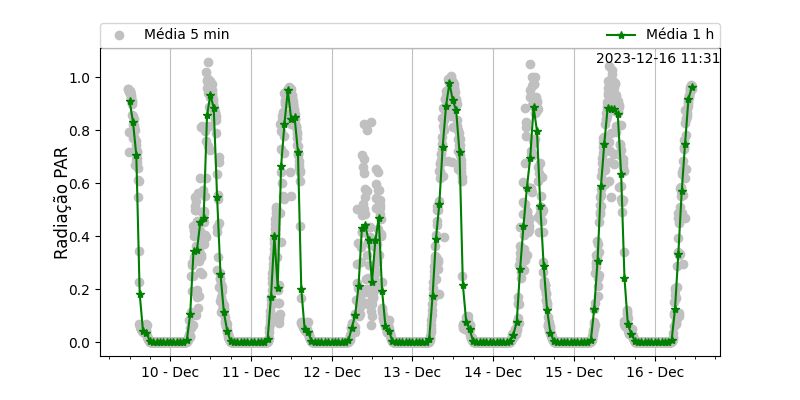 Média 5 min
Média 1 h
2023-12-16 11:31
Radiação PAR
1.0
0.8
0.6
0.4
0.2
0.0
10 - Dec
11 - Dec
12 - Dec
13 - Dec
14 - Dec
15 - Dec
16 - Dec